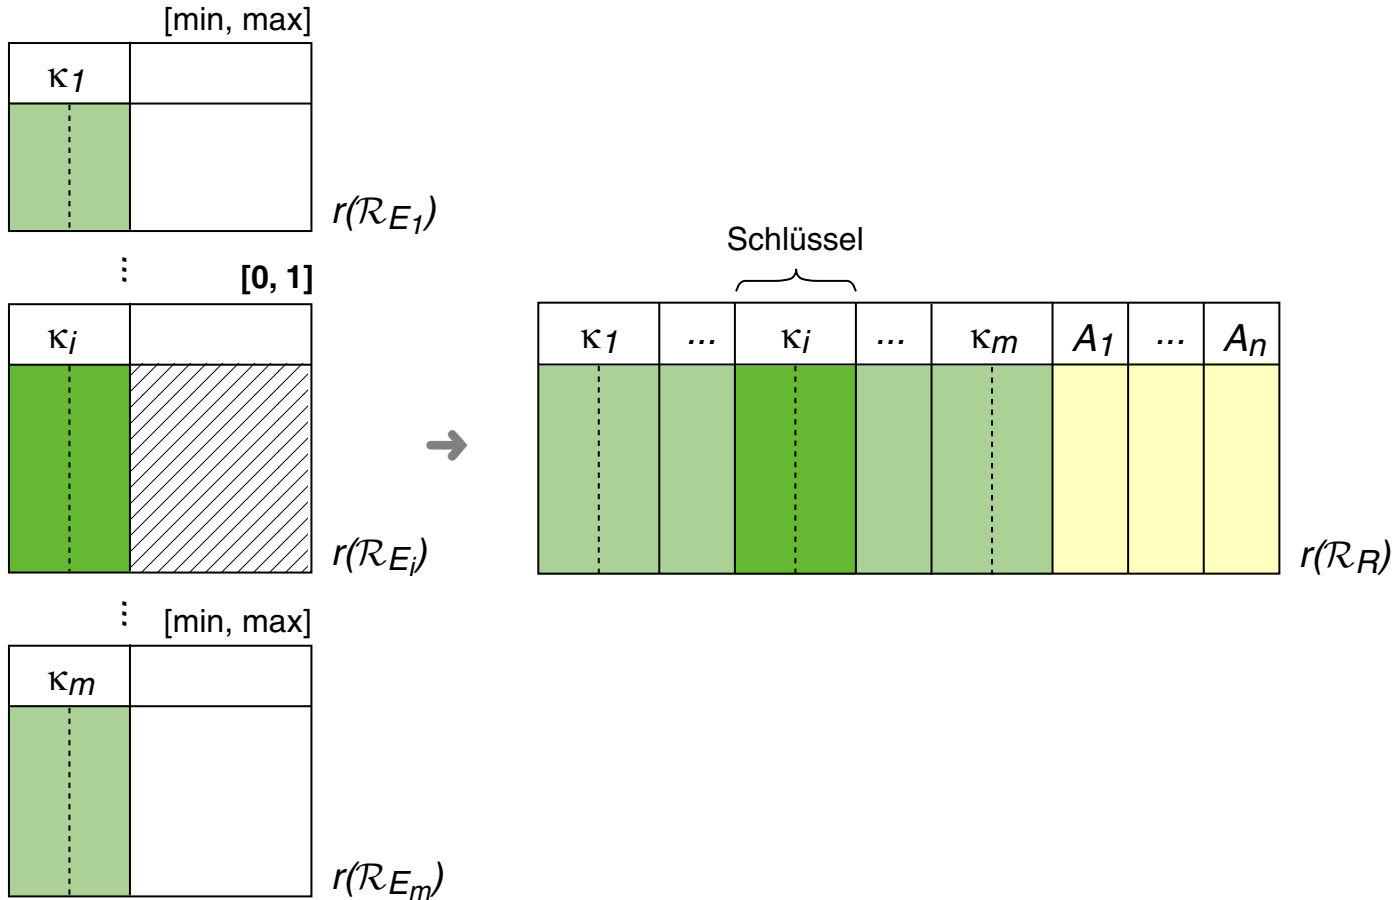 [min, max]
κ1
r(ℛE1)
⋮
[0, 1]
κi
r(ℛEi)
⋮
[min, max]
κm
r(ℛEm)
Schlüssel
κ1 ... κi ... κm A1 ... An
r(ℛR)